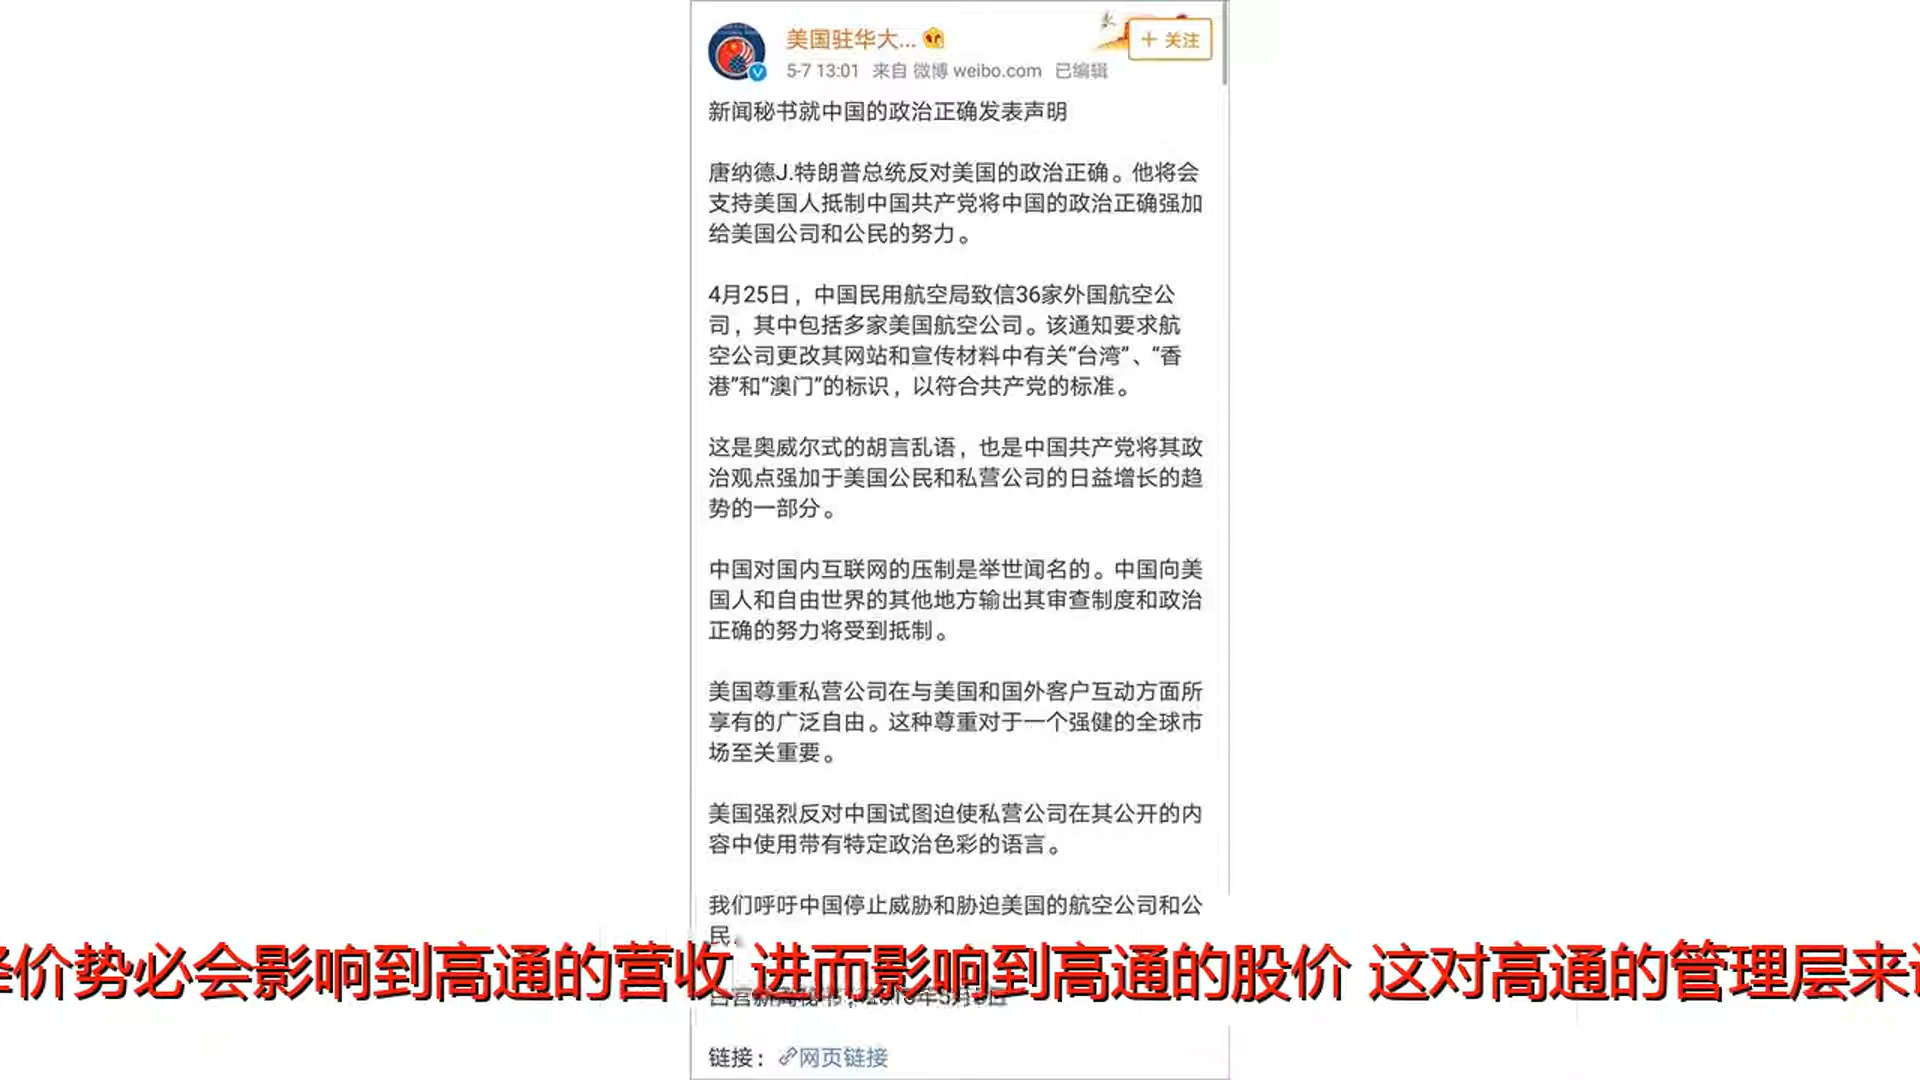 美国驻华大...
+ 关注
5-7 13:01 来自 微博 weibo.com 已编辑
新闻秘书就中国的政治正确发表声明
唐纳德J.特朗普总统反对美国的政治正确。他将会
支持美国人抵制中国共产党将中国的政治正确强加
给美国公司和公民的努力。
4月25日，中国民用航空局致信36家外国航空公
司，其中包括多家美国航空公司。该通知要求航
空公司更改其网站和宣传材料中有关“台湾”、“香
港”和“澳门”的标识，以符合共产党的标准。
这是奥威尔式的胡言乱语，也是中国共产党将其政
治观点强加于美国公民和私营公司的日益增长的趋
势的一部分。
中国对国内互联网的压制是举世闻名的。中国向美
国人和自由世界的其他地方输出其审查制度和政治
正确的努力将受到抵制。
美国尊重私营公司在与美国和国外客户互动方面所
享有的广泛自由。这种尊重对于一个强健的全球市
场至关重要。
美国强烈反对中国试图迫使私营公司在其公开的内
容中使用带有特定政治色彩的语言。
我们呼吁中国停止威胁和胁迫美国的航空公司和公
民。
价势必会影响到高通的营收 进而影响到高通的股价 这对高通的管理层来
链接：网页链接